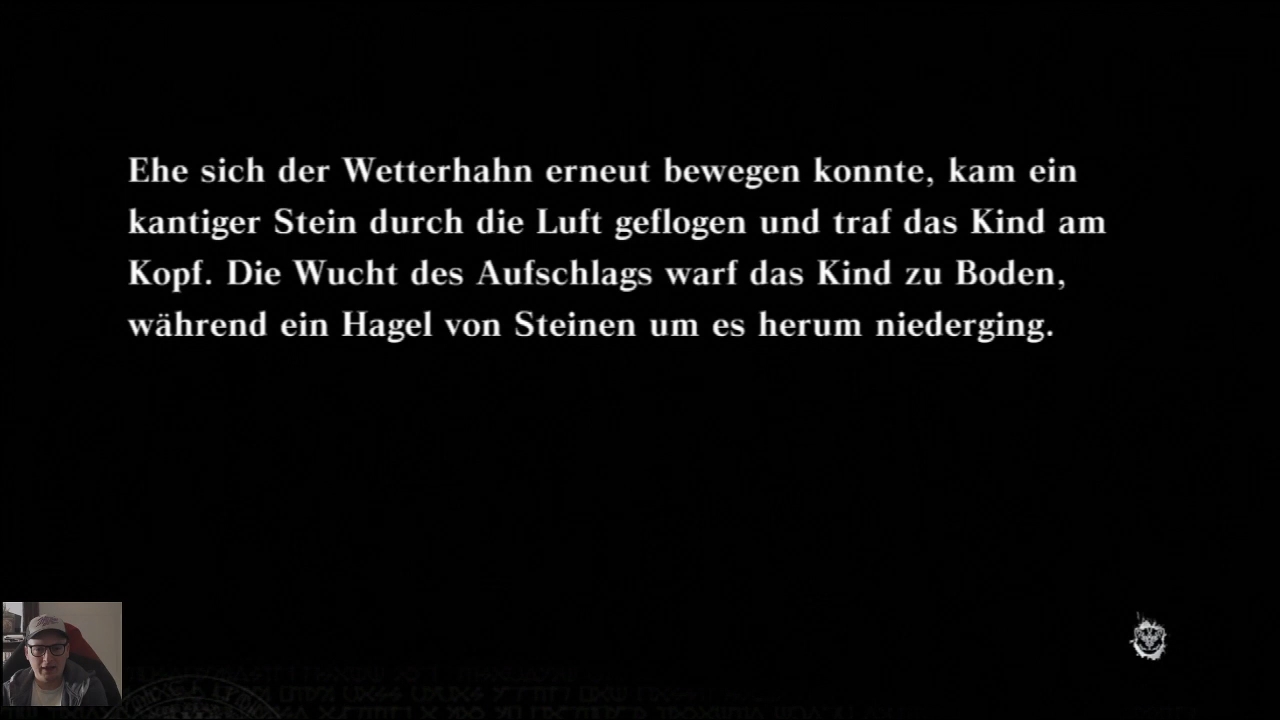 Ehe sich der Wetterhahn erneut bewegen konnte, kam ein
kantiger Stein durch die Luft geflogen und traf das Kind am
Kopf. Die Wucht des Aufschlags warf das Kind zu Boden,
während ein Hagel von Steinen um es herum niederging.